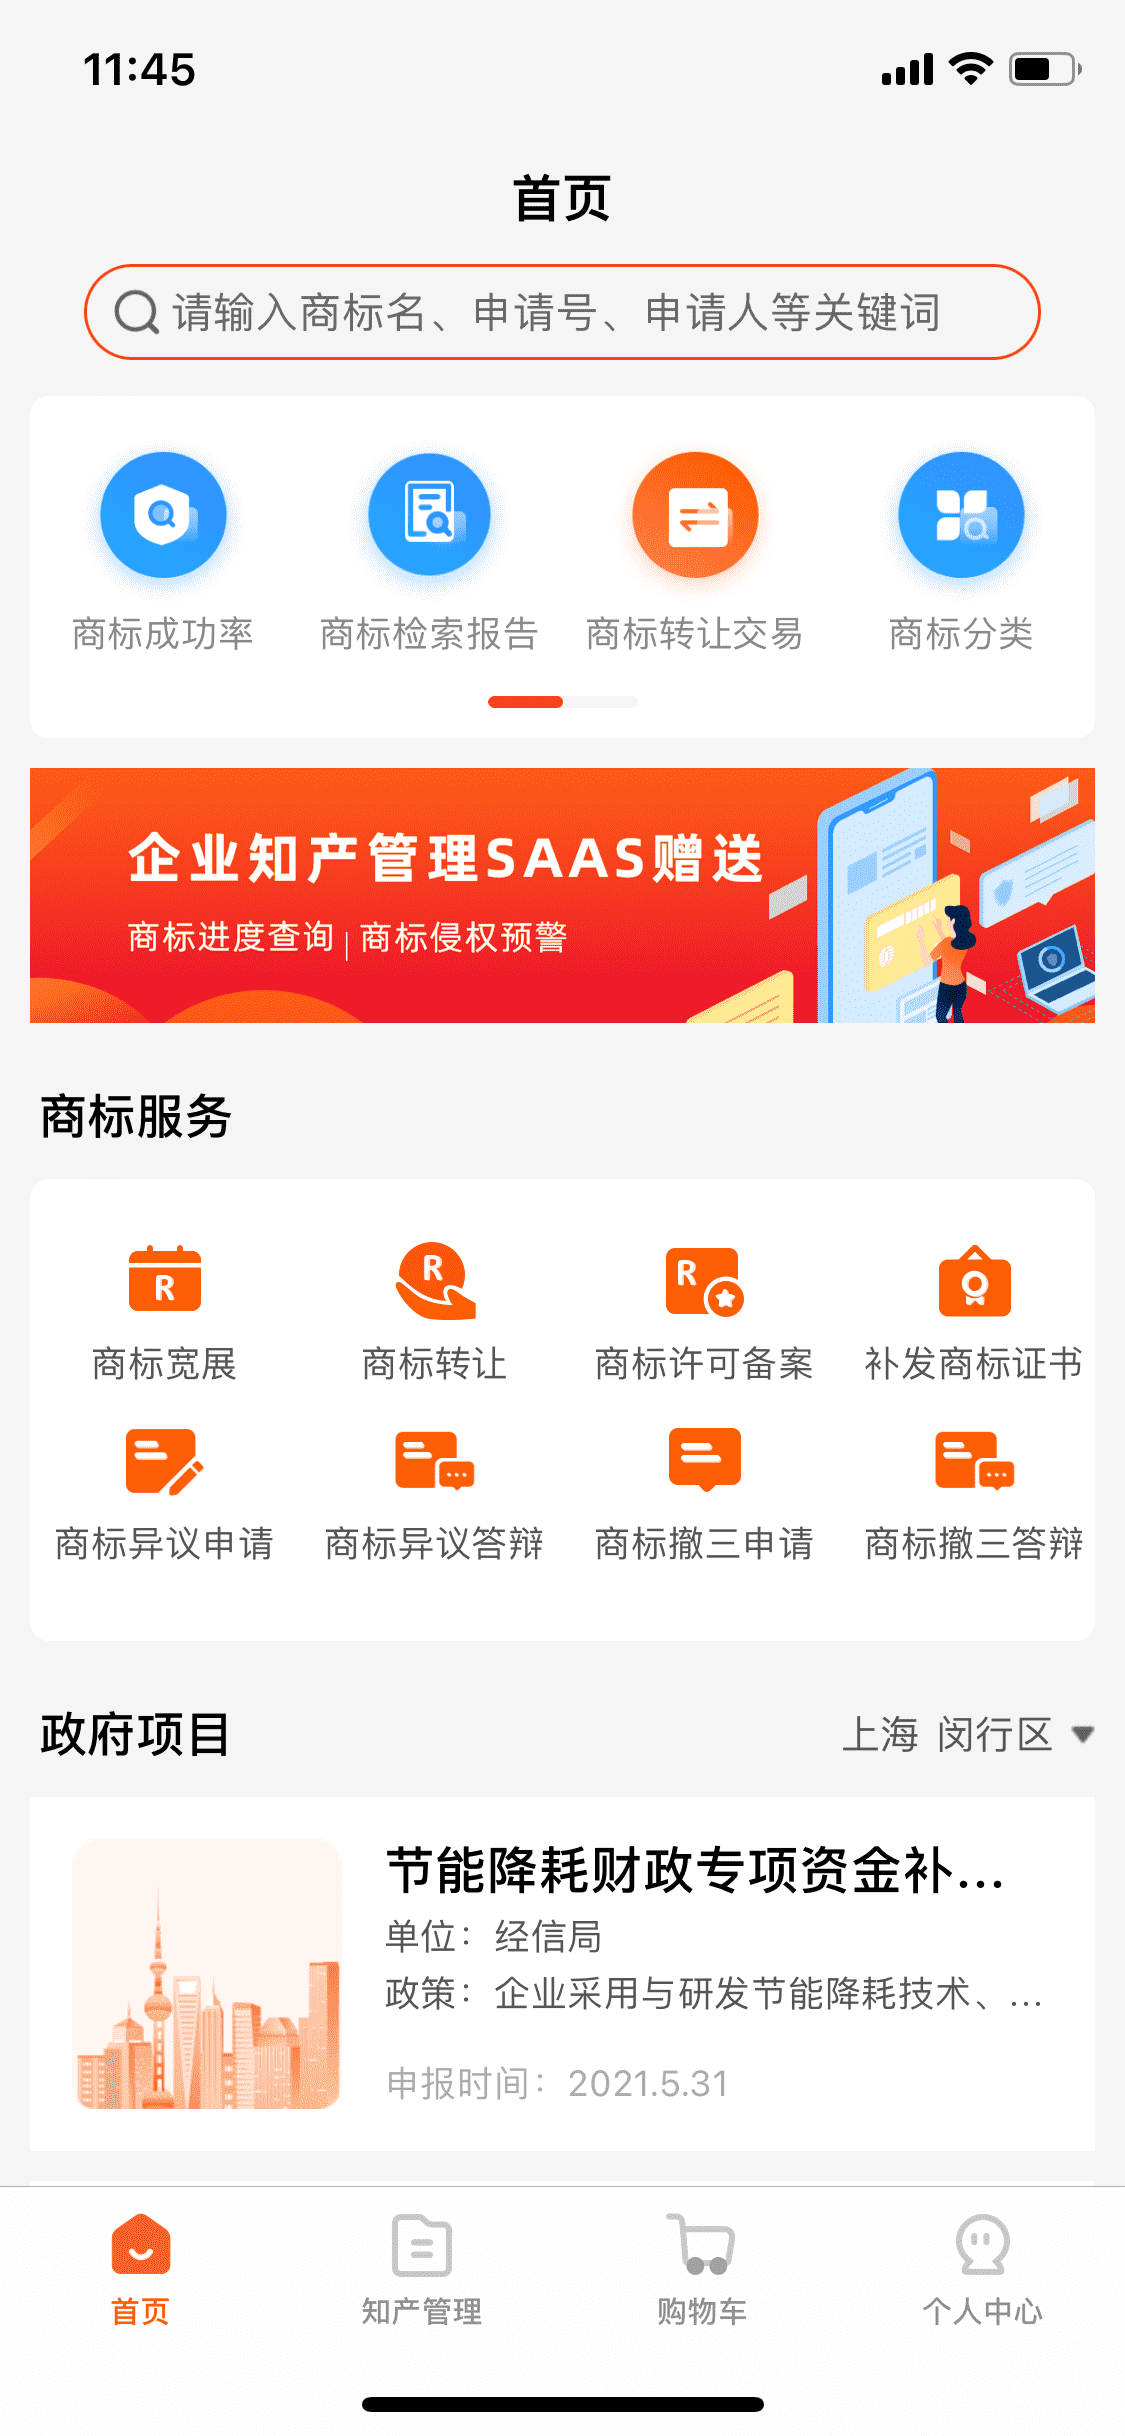 11:45
首页
请输入商标名、申请号、申请人等关键词
商标成功率 商标检索报告 商标转让交易 商标分类
企业知产管理SAAS赠送
商标进度查询 | 商标侵权预警
商标服务
R R R
商标宽展 商标转让 商标许可备案 补发商标证书
商标异议申请 商标异议答辩 商标撤三申请 商标撤三答辩
政府项目
上海 闵行区
节能降耗财政专项资金补...
单位：经信局
政策：企业采用与研发节能降耗技术、...
申报时间：2021.5.31
首页 知产管理 购物车 个人中心